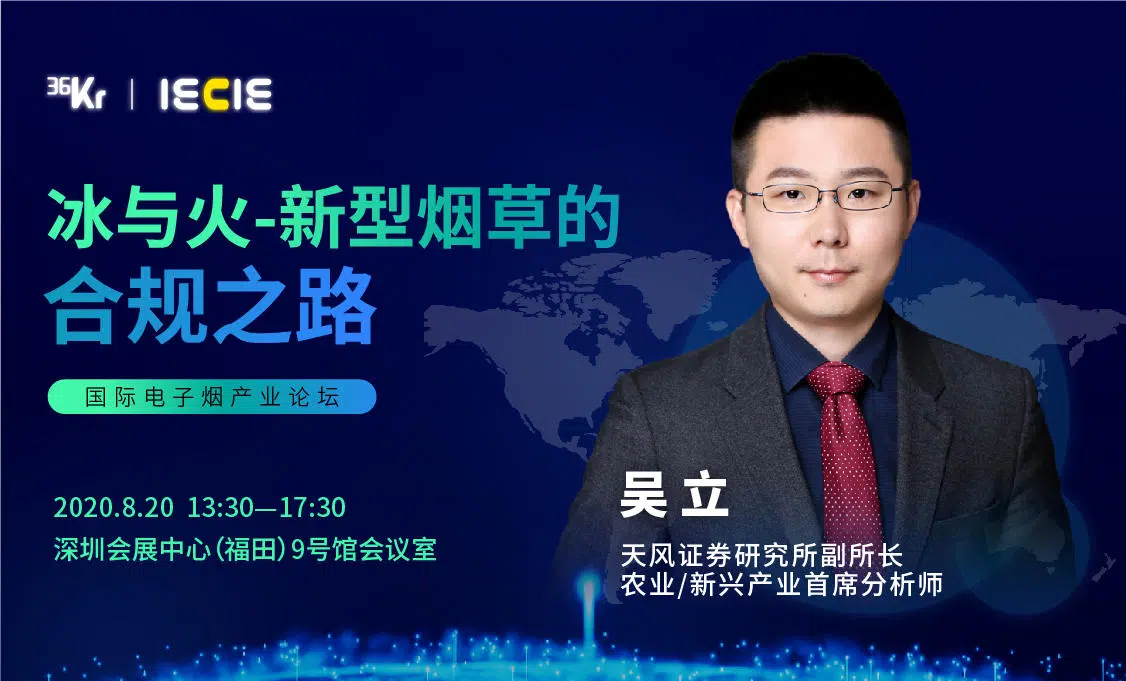 36Kr | IECIE
冰与火-新型烟草的
合规之路
国际电子烟产业论坛
2020.8.20 13:30—17:30
深圳会展中心(福田)9号馆会议室
吴立
天风证券研究所副所长
农业/新兴产业首席分析师